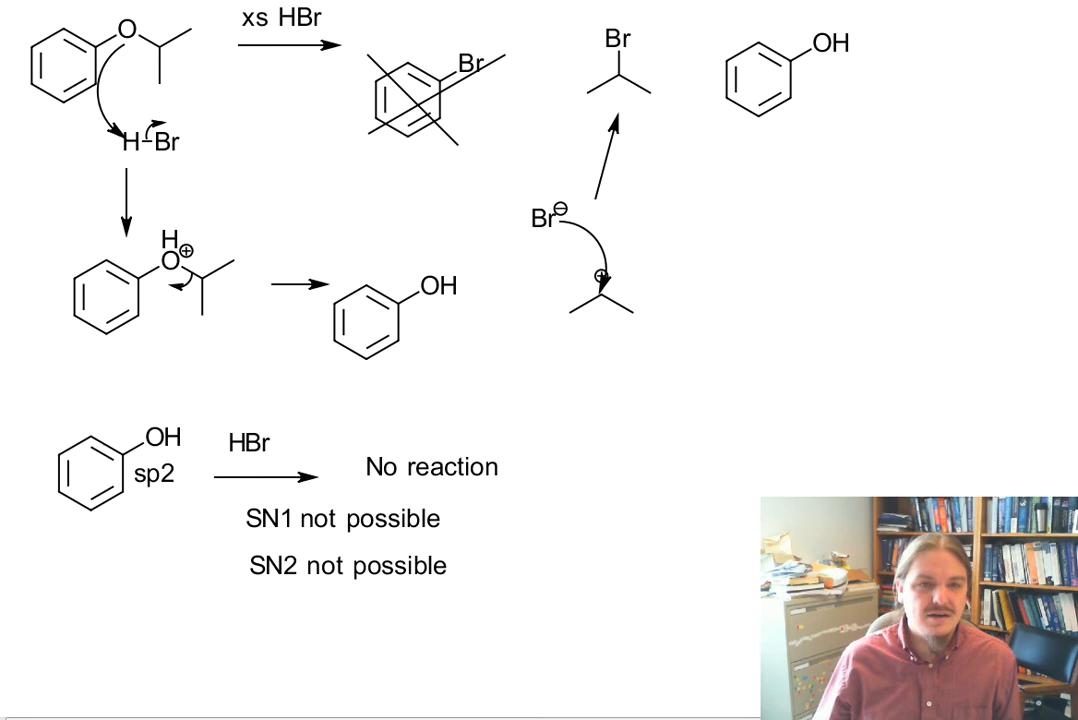 O
xs HBr
Br
Br
OH
H-Br
H
O⊕
OH
Br⊖
⊕
OH
sp2
HBr
No reaction
SN1 not possible
SN2 not possible